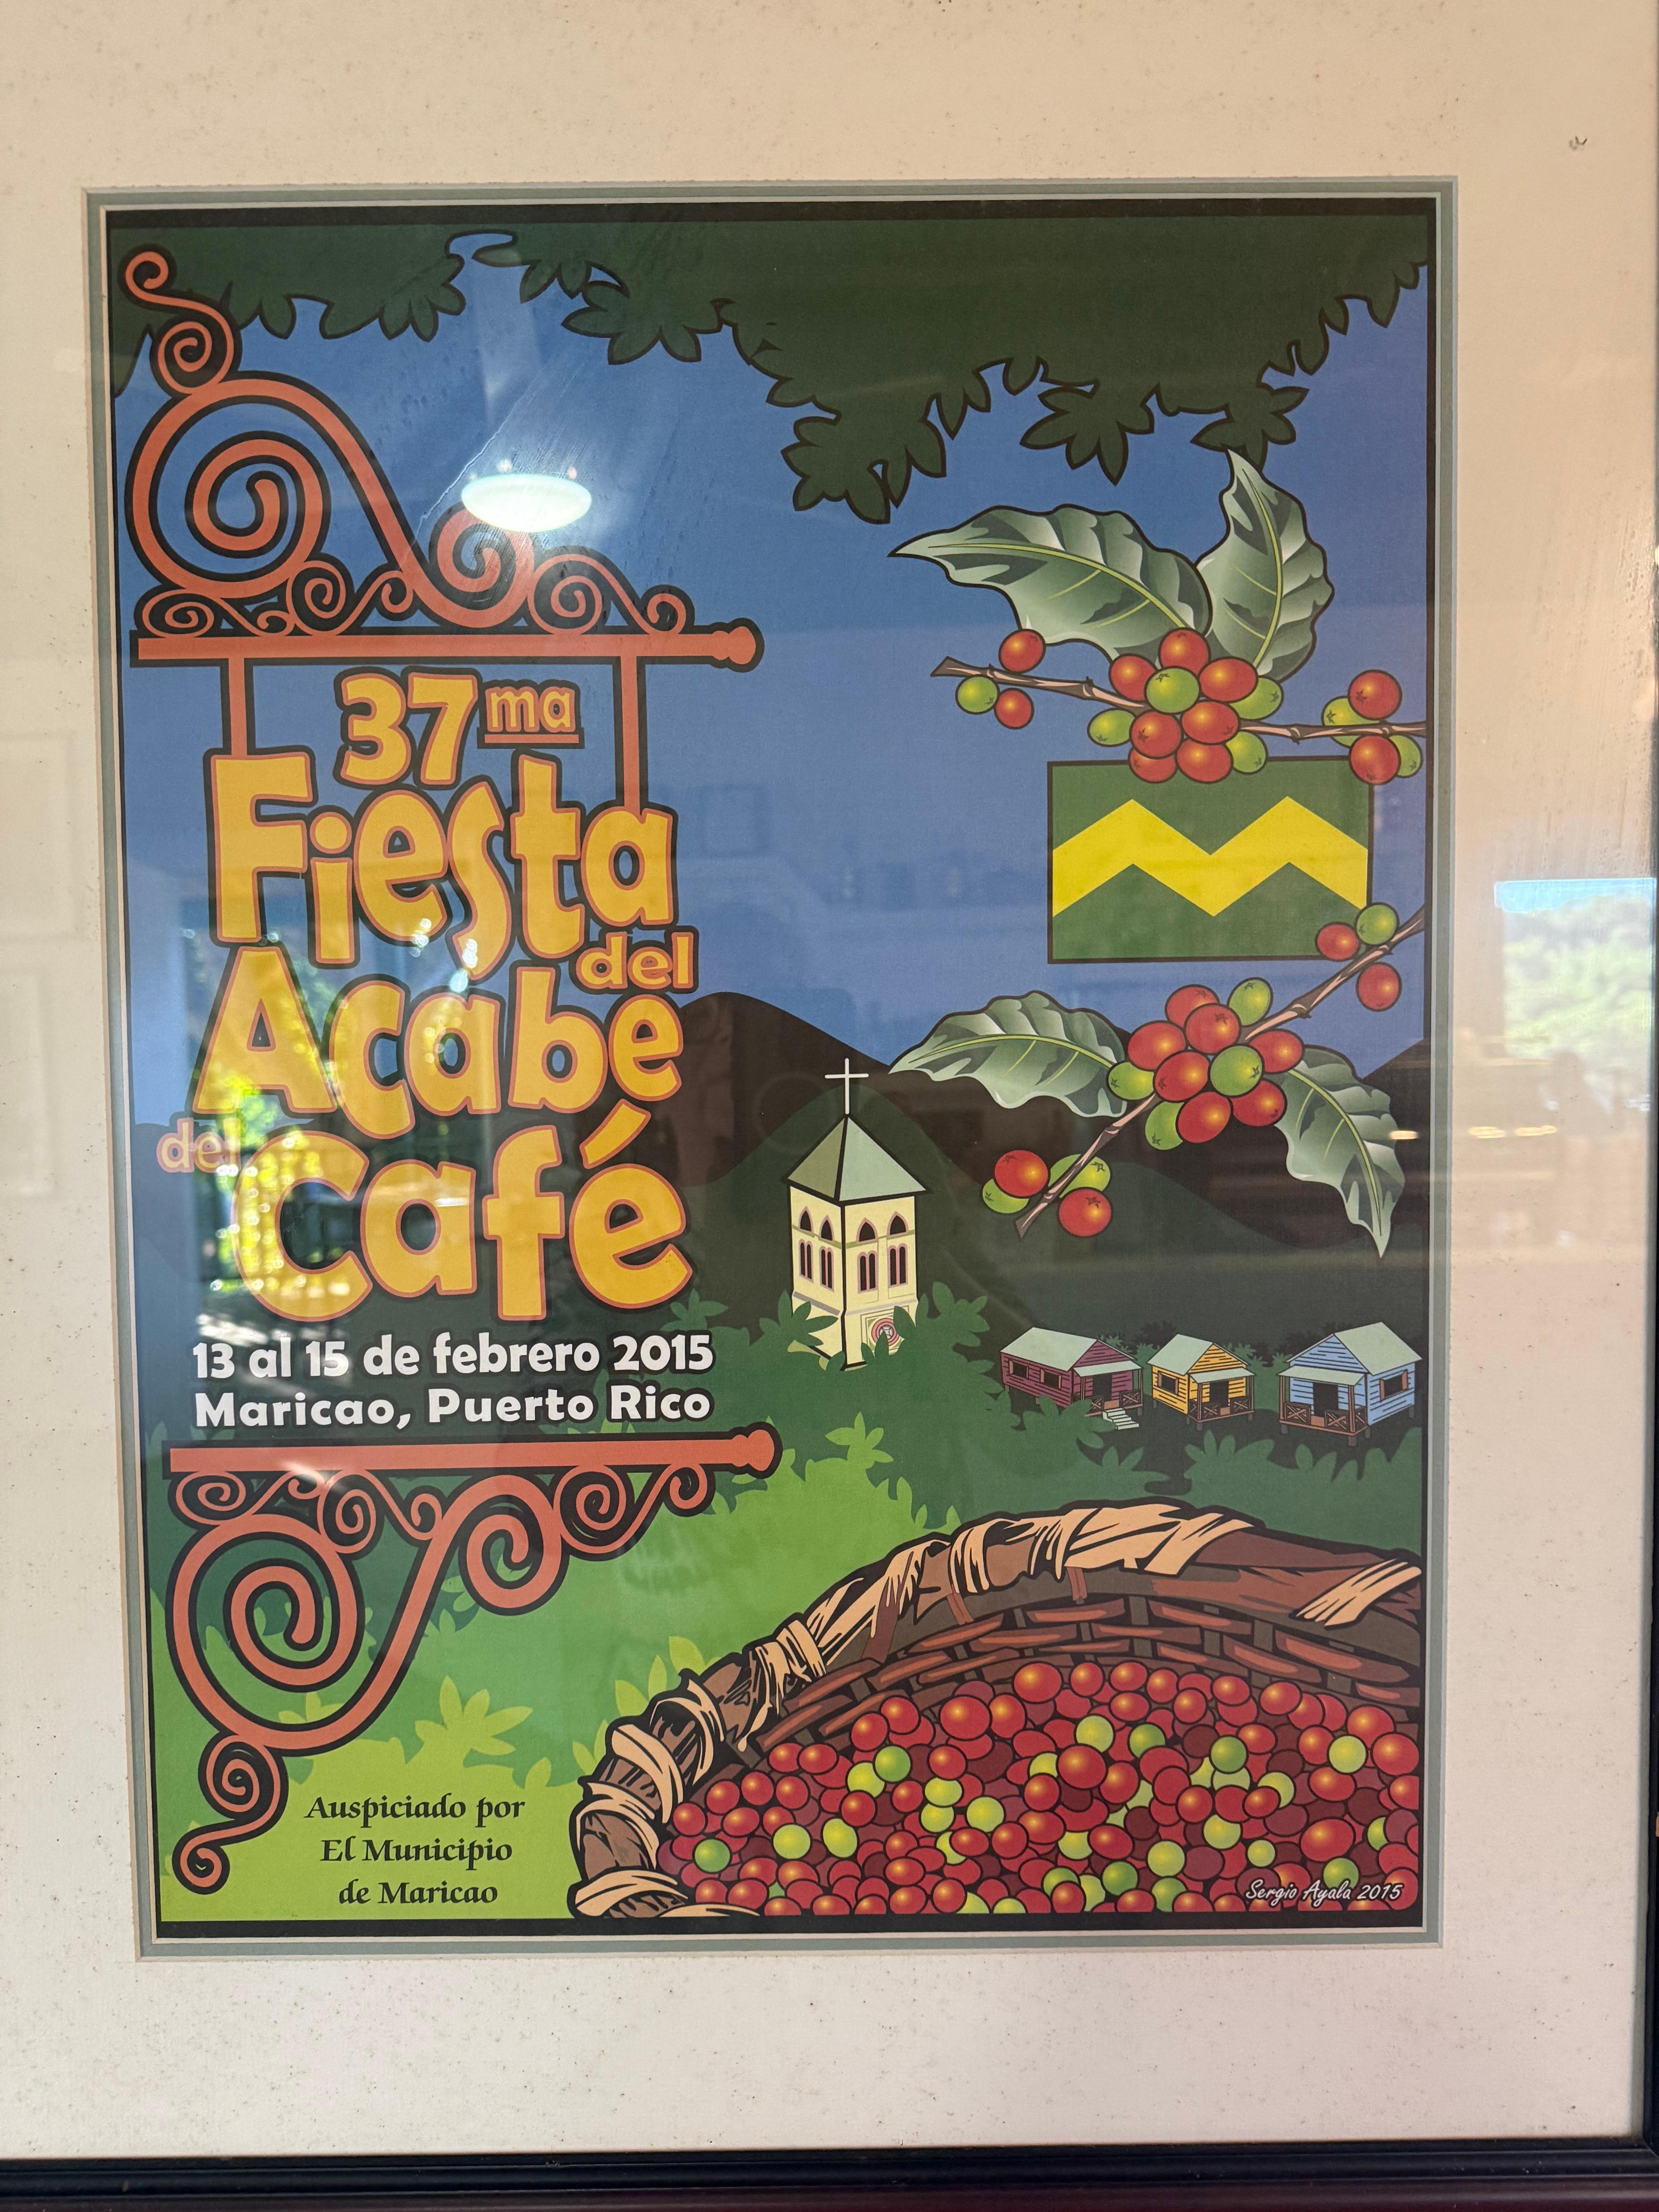 37ma
Fiesta
del
Acabe
del
Café
13 al 15 de febrero 2015
Maricao, Puerto Rico
Auspiciado por
El Municipio
de Maricao
Sergio Ayala 2015